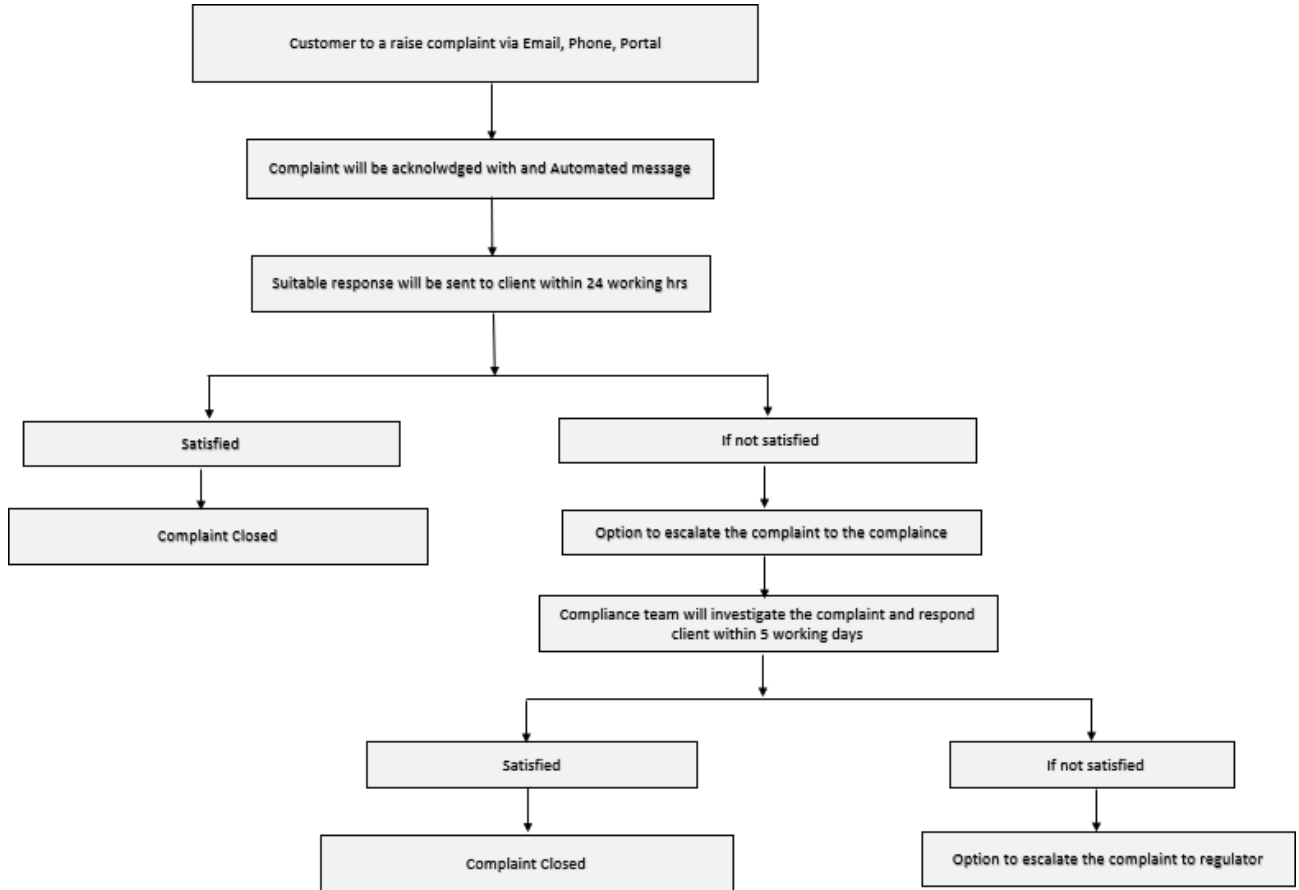 Customer to a raise complaint via Email, Phone, Portal
Complaint will be acknolwdged with and Automated message
Suitable response will be sent to client within 24 working hrs
Satisfied
If not satisfied
Complaint Closed
Option to escalate the complaint to the complaince
Compliance team will investigate the complaint and respond
client within 5 working days
Satisfied
If not satisfied
Complaint Closed
Option to escalate the complaint to regulator